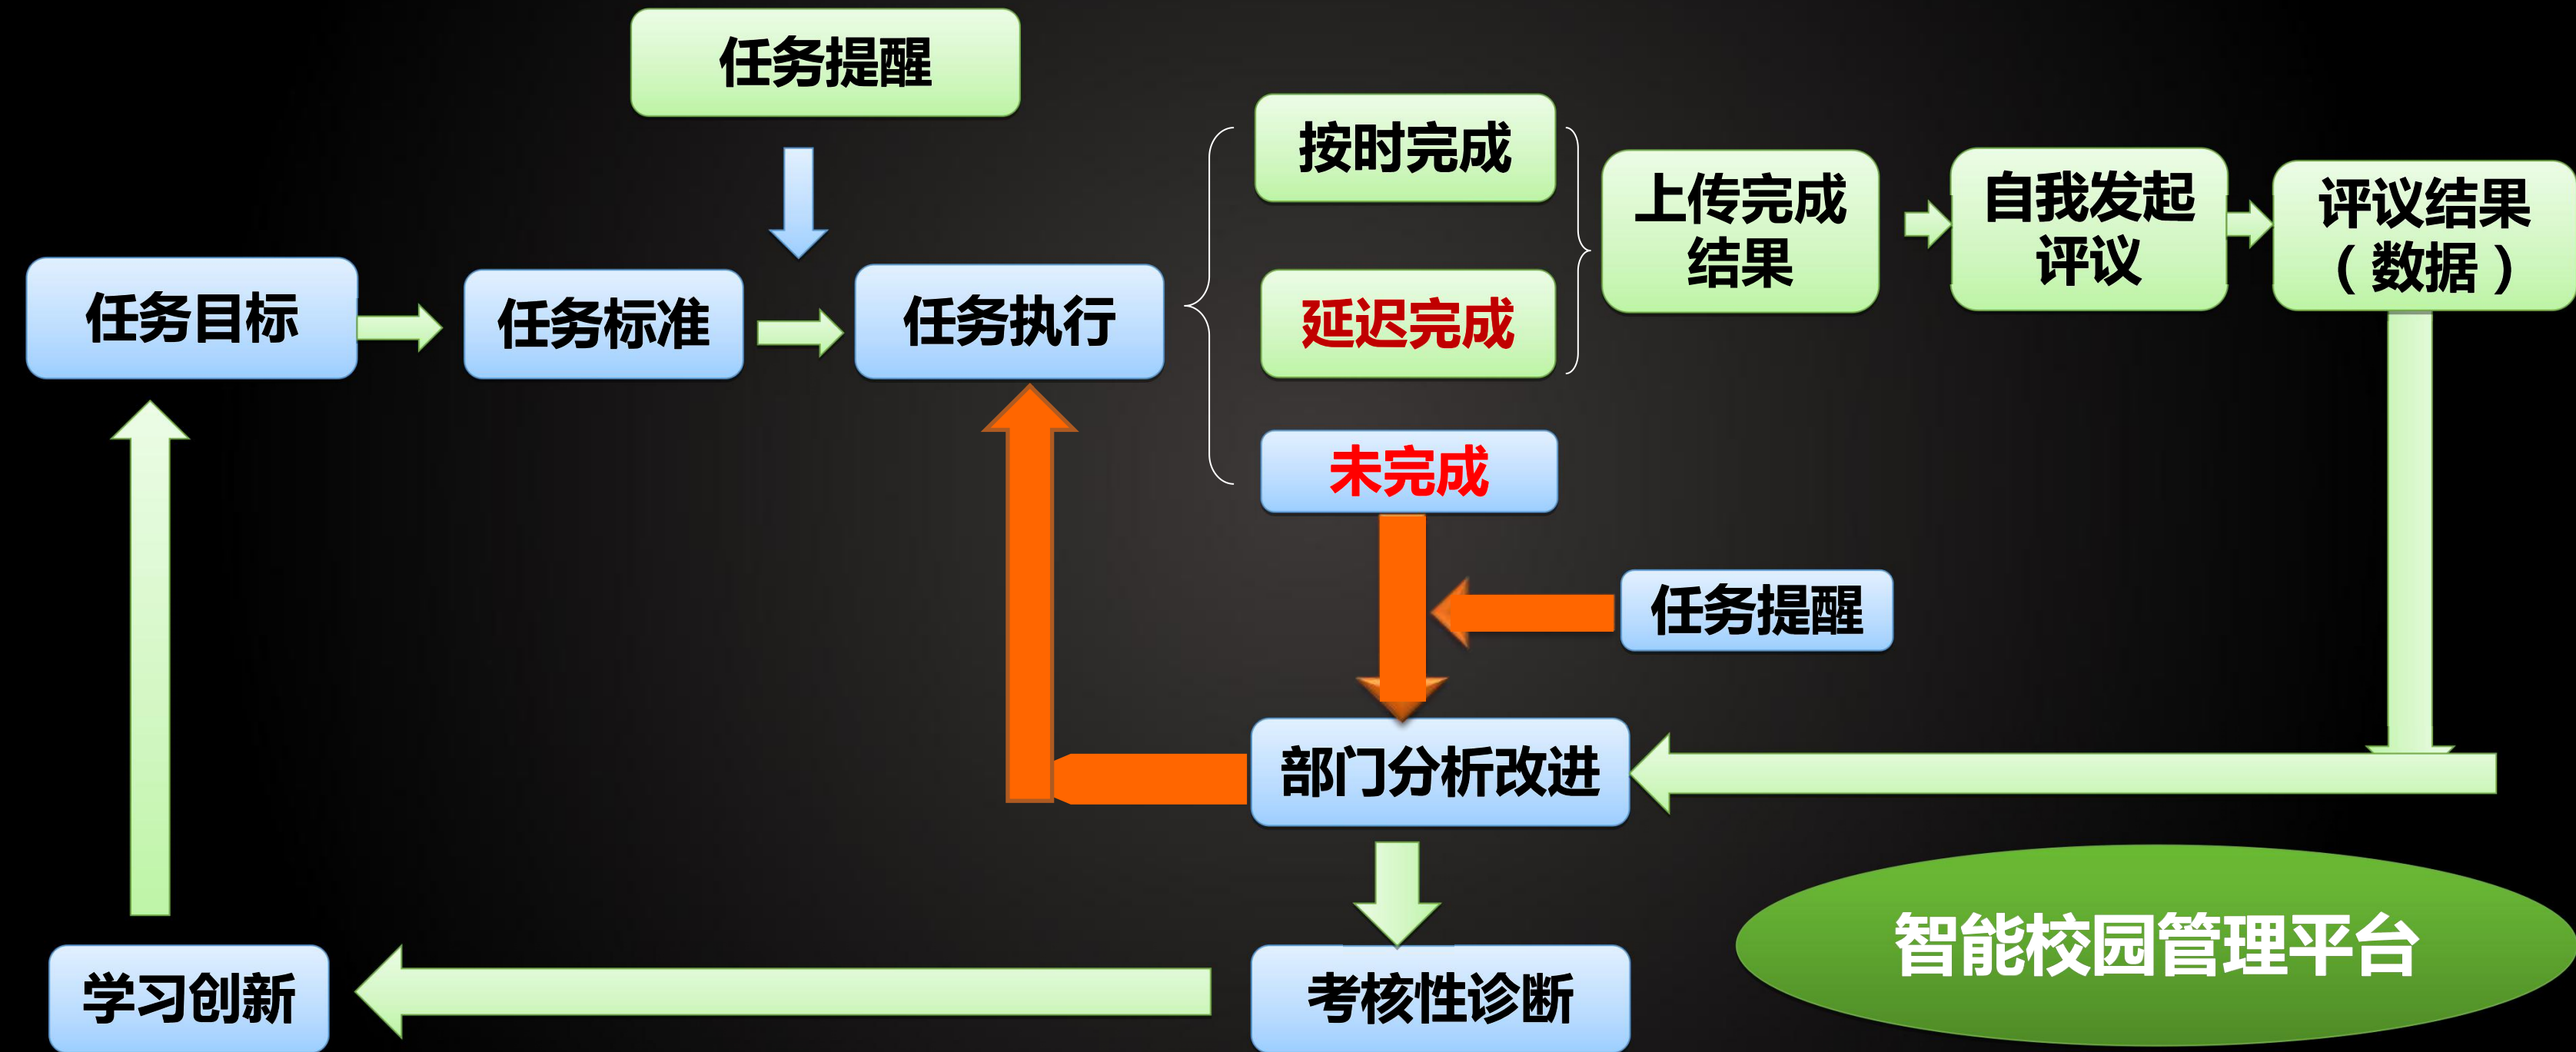 任务提醒
按时完成
上传完成
结果
自我发起
评议
评议结果
（数据）
任务目标
任务标准
任务执行
延迟完成
未完成
任务提醒
部门分析改进
智能校园管理平台
学习创新
考核性诊断